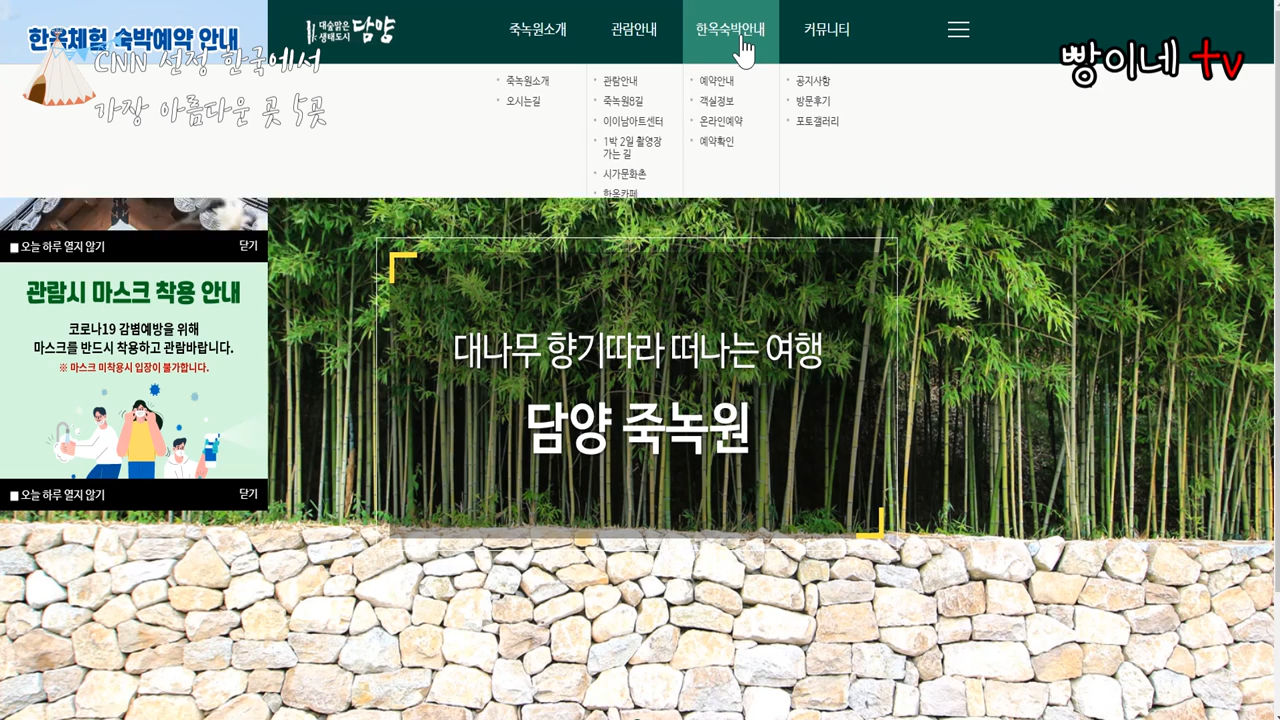 한옥체험 숙박예약 안내
CNN 선정 한국에서
가장 아름다운 곳 5곳
대숲맑은
생태도시 담양
죽녹원소개
관람안내
한옥숙박안내
커뮤니티
빵이네 tv
죽녹원소개
오시는길
관람안내
죽녹원8길
이이남아트센터
1박 2일 촬영장
가는 길
시가문화촌
한옥카페
예약안내
객실정보
온라인예약
예약확인
공지사항
방문후기
포토갤러리
오늘 하루 열지 않기 닫기
관람시 마스크 착용 안내
코로나19 감염예방을 위해
마스크를 반드시 착용하고 관람바랍니다.
※ 마스크 미착용시 입장이 불가합니다.
오늘 하루 열지 않기 닫기
대나무 향기따라 떠나는 여행
담양 죽녹원